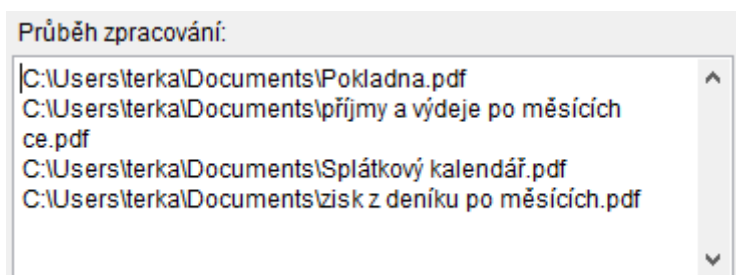 Průběh zpracování:
C:\Users\terka\Documents\Pokladna.pdf
C:\Users\terka\Documents\příjmy a výdeje po měsících
ce.pdf
C:\Users\terka\Documents\Splátkový kalendář.pdf
C:\Users\terka\Documents\zisk z deníku po měsících.pdf